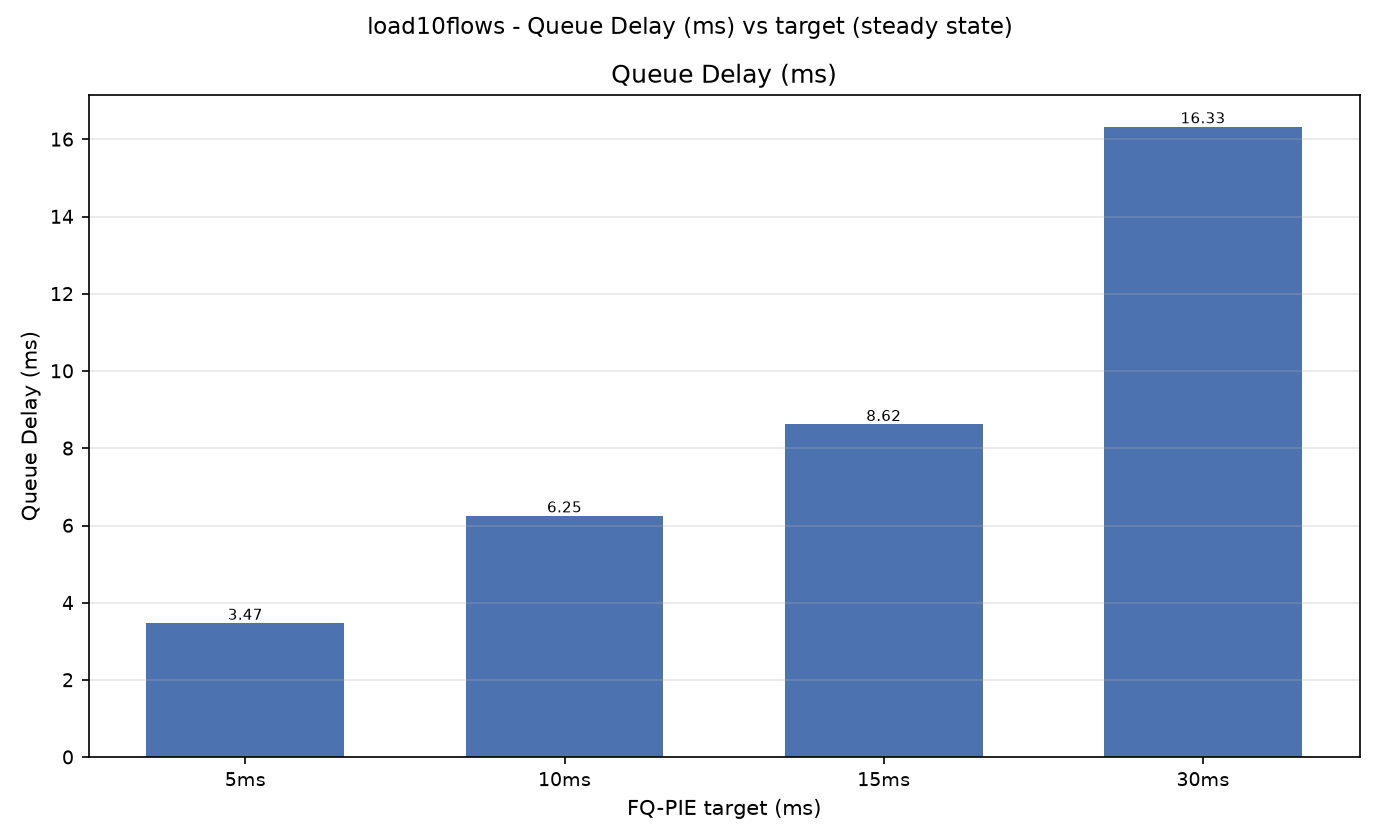 load10flows - Queue Delay (ms) vs target (steady state)
Queue Delay (ms)
Queue Delay (ms)
16
14
12
10
8
6
4
2
0
3.47
6.25
8.62
16.33
5ms
10ms
15ms
30ms
FQ-PIE target (ms)